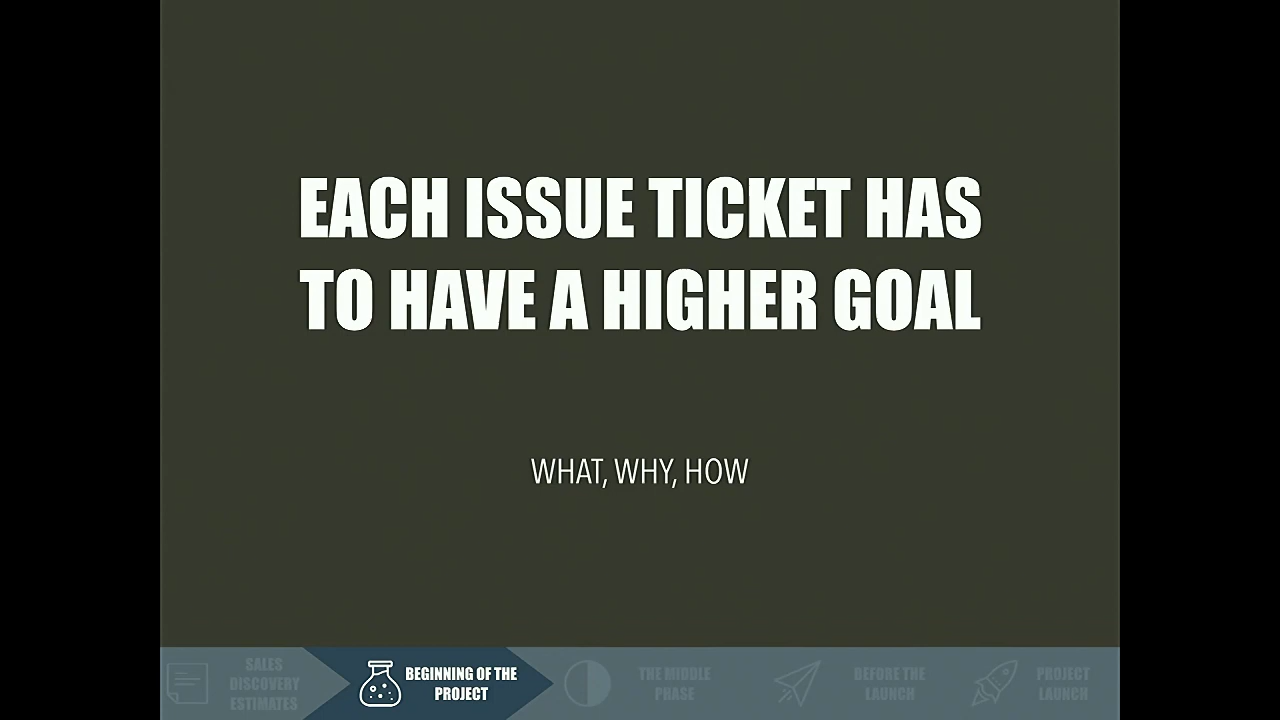 EACH ISSUE TICKET HAS
TO HAVE A HIGHER GOAL
WHAT, WHY, HOW
SALES
DISCOVERY
ESTIMATES
BEGINNING OF THE
PROJECT
THE MIDDLE
PHASE
BEFORE THE
LAUNCH
PROJECT
LAUNCH